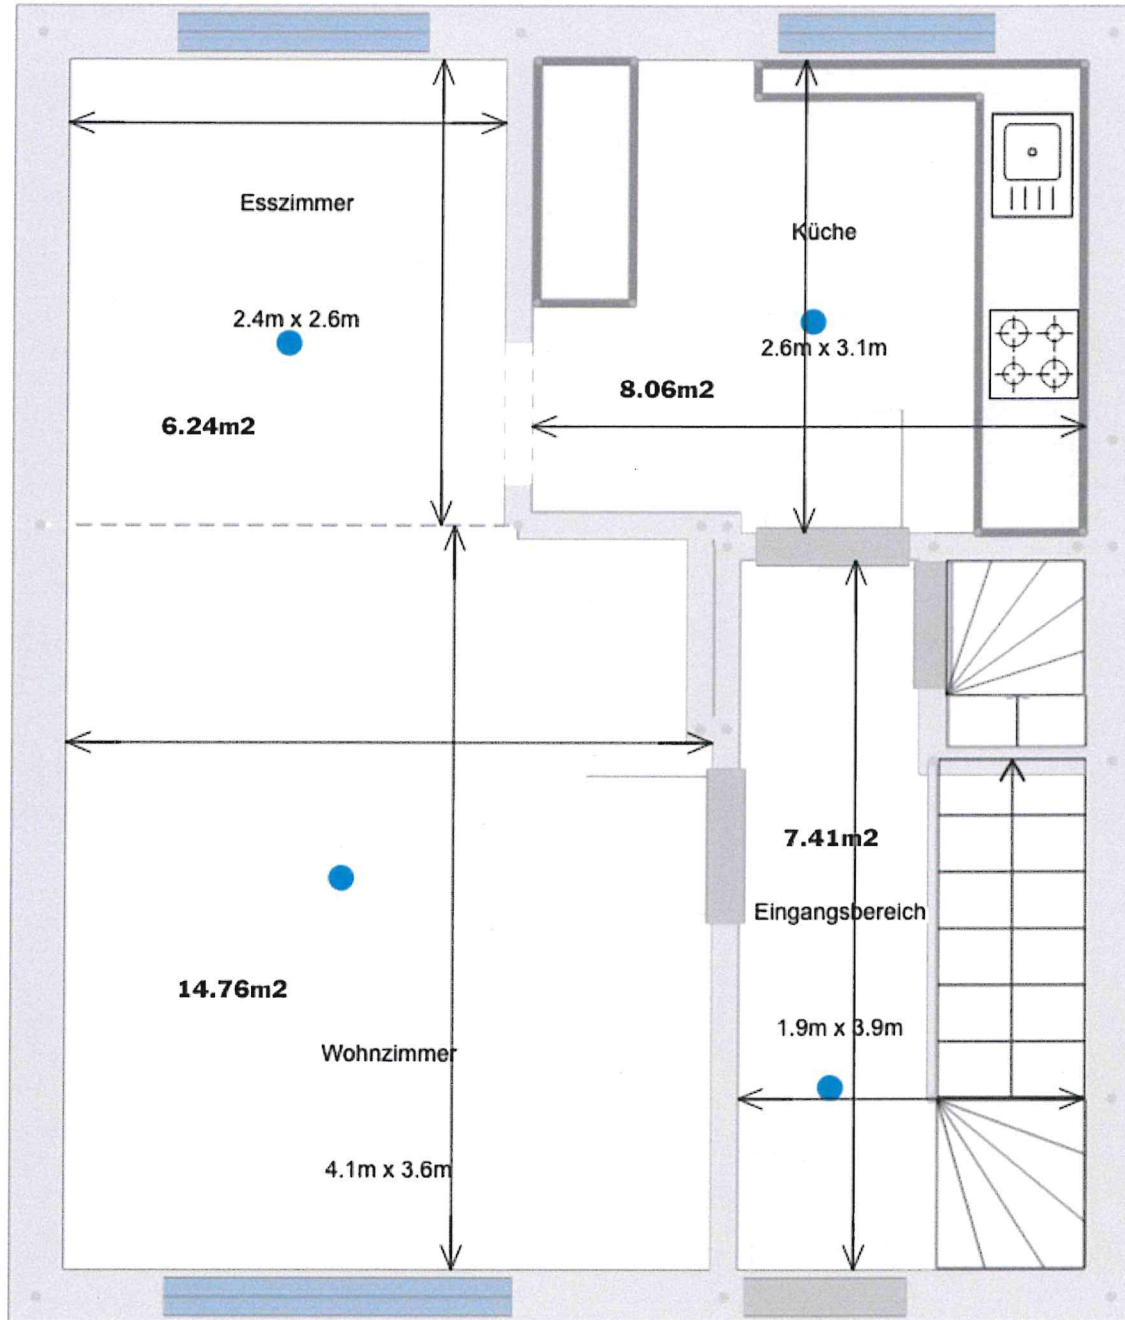 Esszimmer
2.4m x 2.6m
6.24m2
Küche
2.6m x 3.1m
8.06m2
7.41m2
Eingangsbereich
1.9m x 3.9m
14.76m2
Wohnzimmer
4.1m x 3.6m